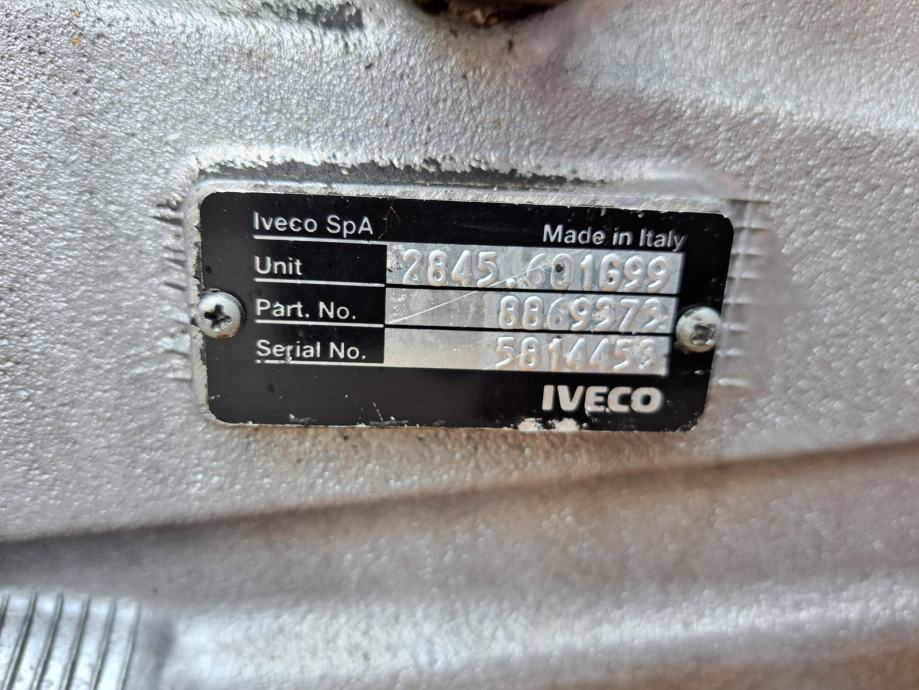 Iveco SpA
Made in Italy
Unit 2845.601699
Part. No. 8869372
Serial No. 5814453
IVECO